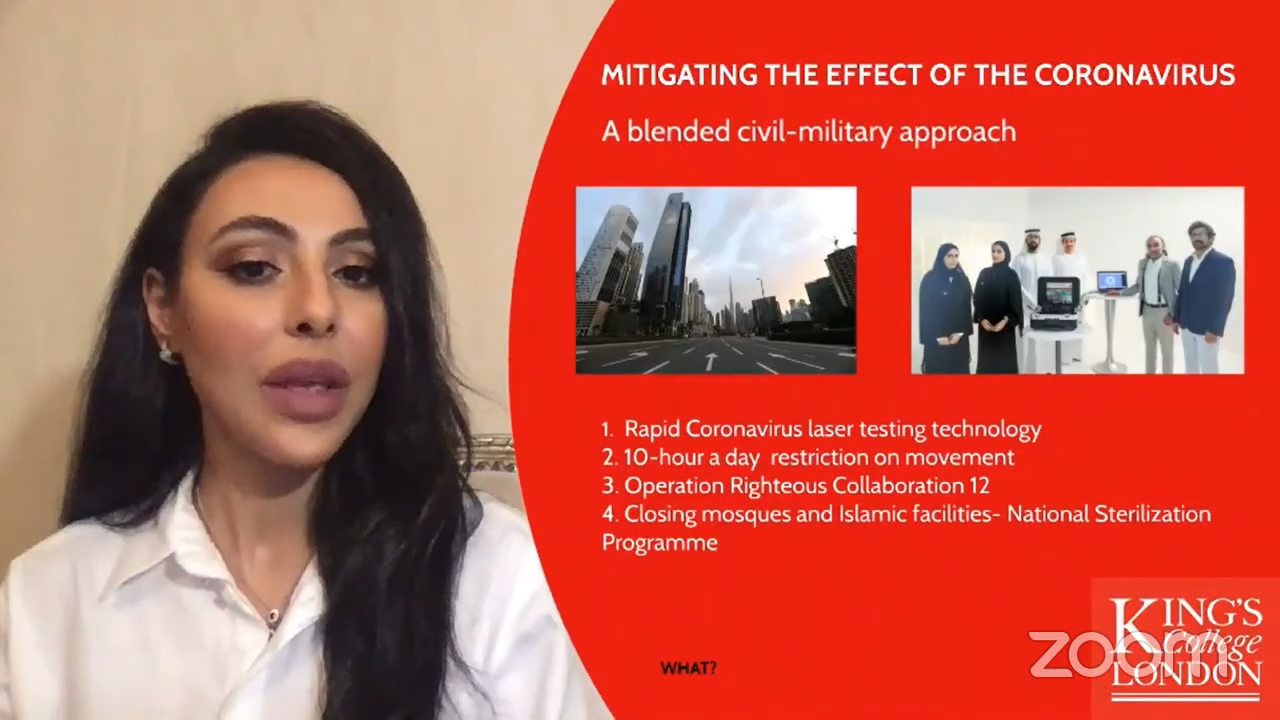 MITIGATING THE EFFECT OF THE CORONAVIRUS
A blended civil-military approach
1. Rapid Coronavirus laser testing technology
2. 10-hour a day restriction on movement
3. Operation Righteous Collaboration 12
4. Closing mosques and Islamic facilities- National Sterilization
Programme
WHAT?
KING'S
College
LONDON
zoom